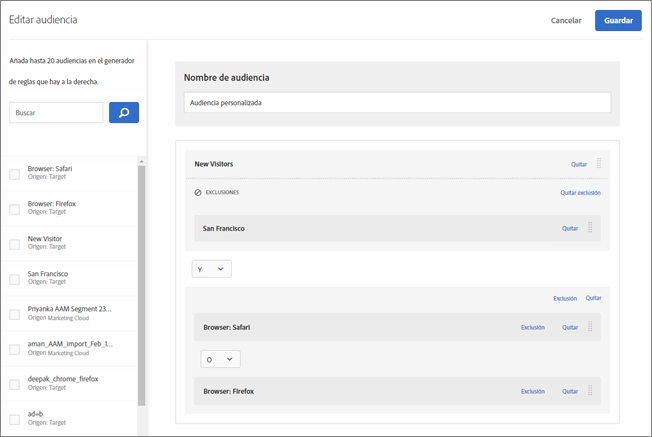 Editar audiencia
Cancelar
Guardar
Añada hasta 20 audiencias en el generador
de reglas que hay a la derecha.
Buscar
Browser: Safari
Origen: Target
Browser: Firefox
Origen: Target
New Visitor
Origen: Target
San Francisco
Origen: Target
Priyanka AAM Segment 23...
Origen Marketing Cloud
aman_AAM_import_Feb_1...
Origen Marketing Cloud
deepak_chrome_firefox
Origen: Target
ad=b
Origen: Target
Nombre de audiencia
Audiencia personalizada
New Visitors
Quitar
EXCLUSIONES
Quitar exclusión
San Francisco
Quitar
Y
Exclusión Quitar
Browser: Safari
Exclusión Quitar
O
Browser: Firefox
Exclusión Quitar